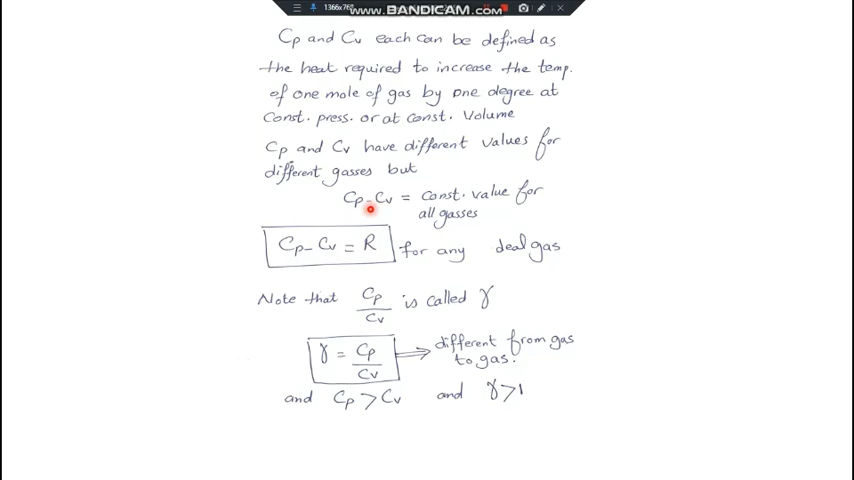 1366x768
www.BANDICAM.com
Cp and Cv each can be defined as
the heat required to increase the temp.
of one mole of gas by one degree at
Const. press. or at const. Volume
Cp and Cv have different values for
different gasses but
Cp - Cv = const. value for
all gasses
Cp - Cv = R for any deal gas
Note that Cp/Cv is called γ
γ = Cp/Cv ⟹ different from gas
to gas.
and Cp > Cv and γ > 1